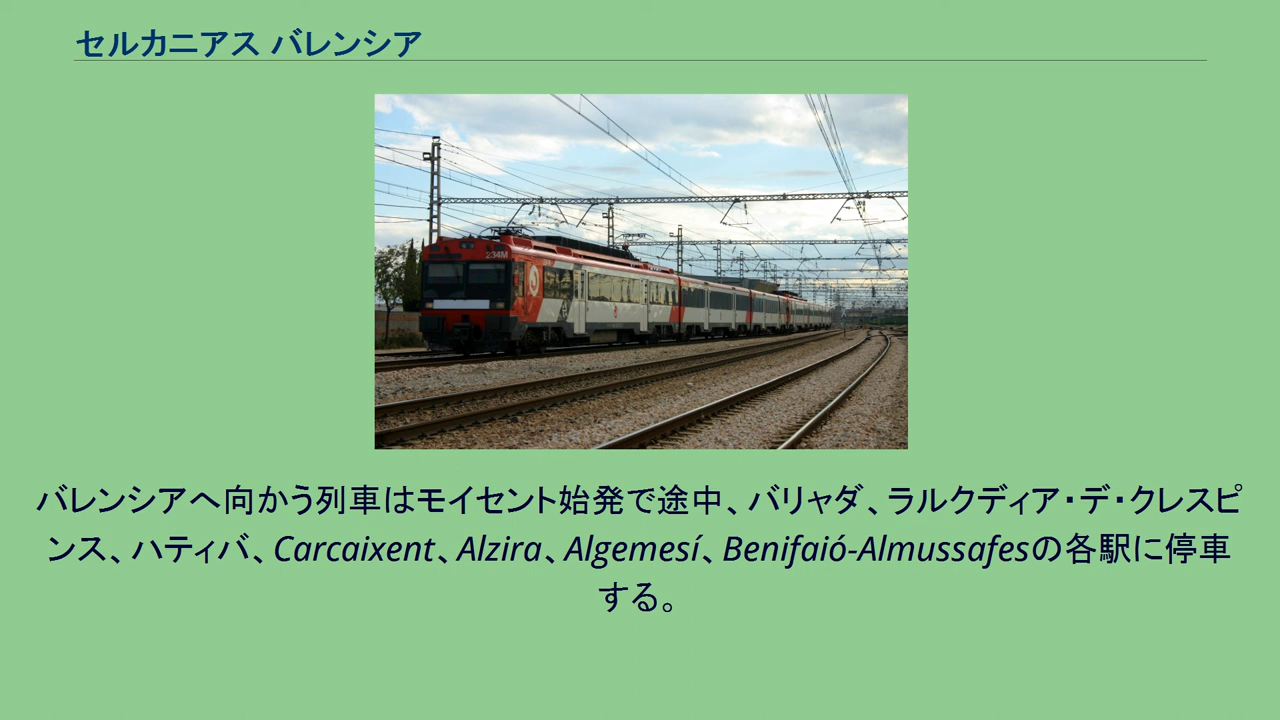 セルカニアス バレンシア
234M
バレンシアへ向かう列車はモイセント始発で途中、バリャダ、ラルクディア・デ・クレスピ
ンス、ハティバ、Carcaixent、Alzira、Algemesí、Benifaió-Almussafesの各駅に停車
する。